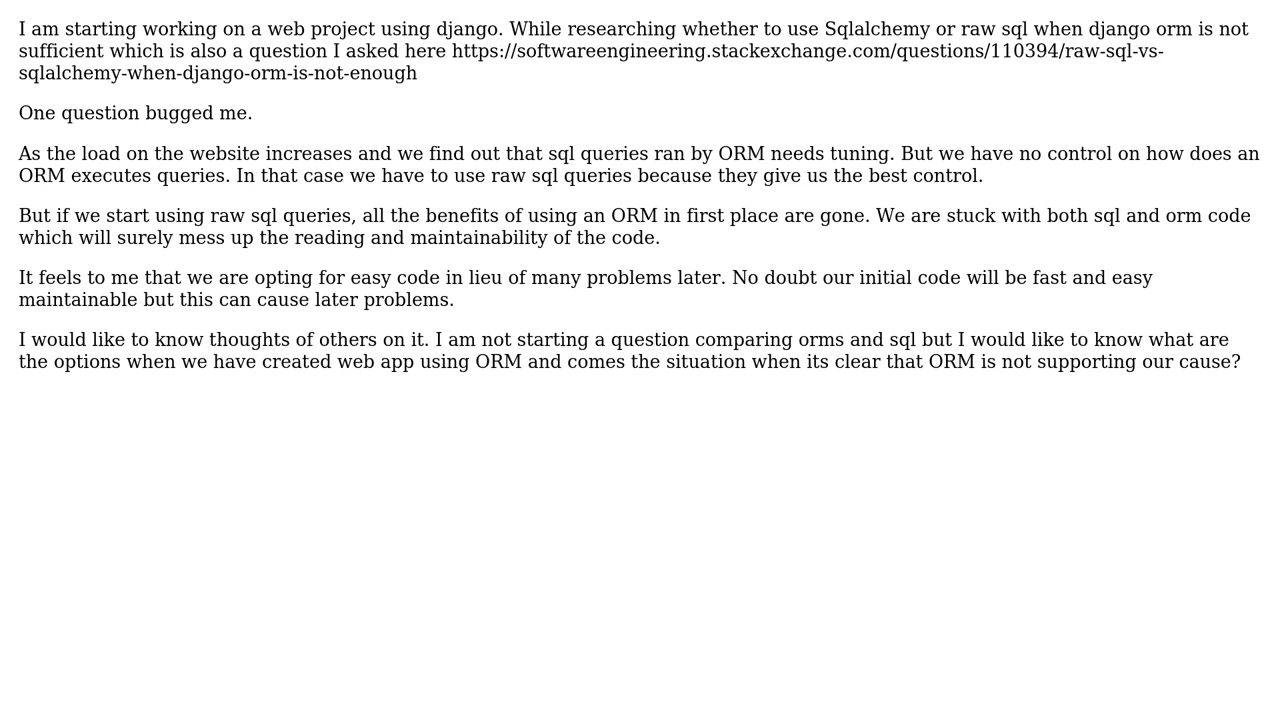 I am starting working on a web project using django. While researching whether to use Sqlalchemy or raw sql when django orm is not
sufficient which is also a question I asked here https://softwareengineering.stackexchange.com/questions/110394/raw-sql-vs-
sqlalchemy-when-django-orm-is-not-enough
One question bugged me.
As the load on the website increases and we find out that sql queries ran by ORM needs tuning. But we have no control on how does an
ORM executes queries. In that case we have to use raw sql queries because they give us the best control.
But if we start using raw sql queries, all the benefits of using an ORM in first place are gone. We are stuck with both sql and orm code
which will surely mess up the reading and maintainability of the code.
It feels to me that we are opting for easy code in lieu of many problems later. No doubt our initial code will be fast and easy
maintainable but this can cause later problems.
I would like to know thoughts of others on it. I am not starting a question comparing orms and sql but I would like to know what are
the options when we have created web app using ORM and comes the situation when its clear that ORM is not supporting our cause?